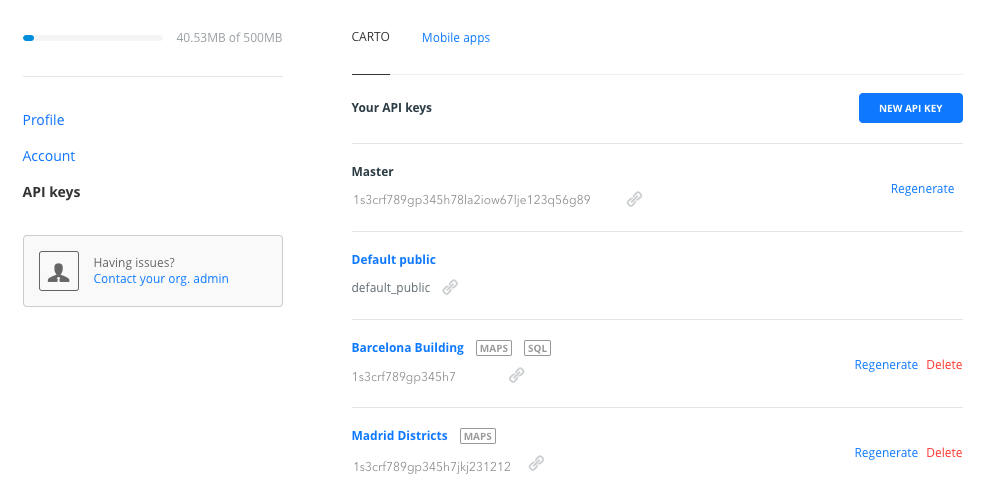 40.53MB of 500MB
Profile
Account
API keys
Having issues?
Contact your org. admin
CARTO Mobile apps
Your API keys NEW API KEY
Master
1s3crf789gp345h78la2iow67lje123q56g89
Regenerate
Default public
default_public
Barcelona Building MAPS SQL
1s3crf789gp345h7
Regenerate Delete
Madrid Districts MAPS
1s3crf789gp345h7jkj231212
Regenerate Delete